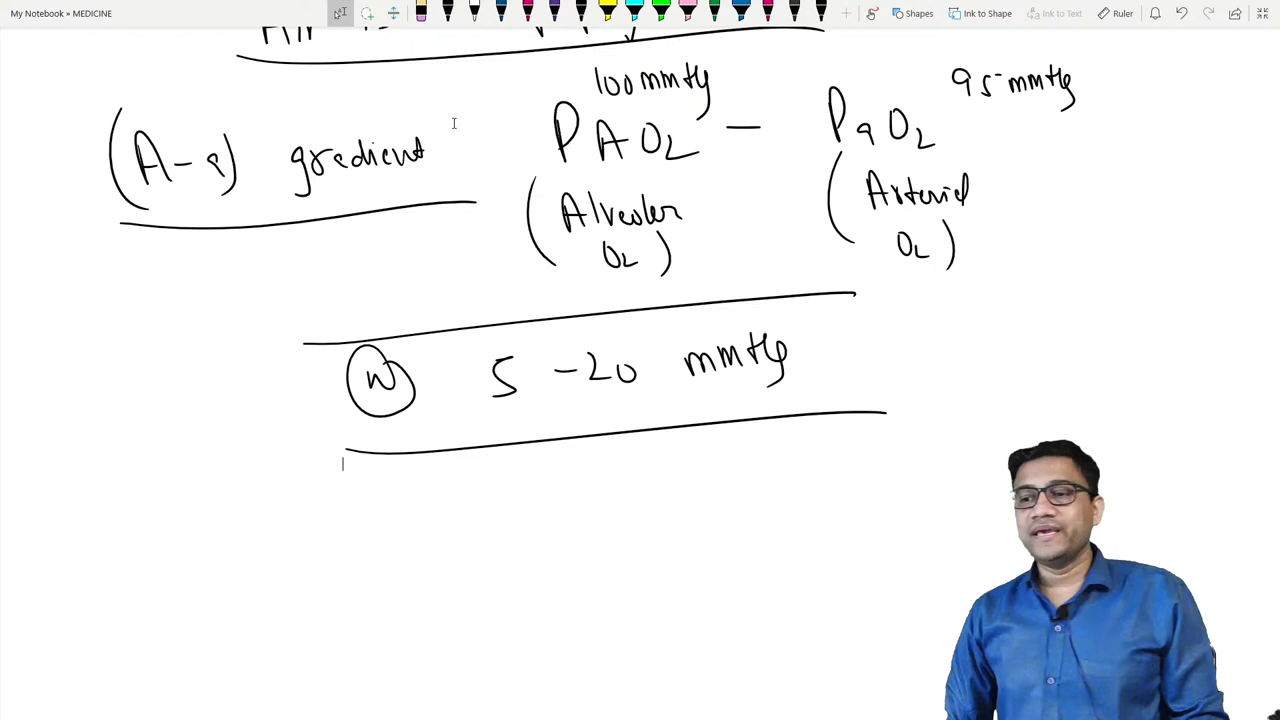 My Notebook = MEDICINE
Shapes Ink to Shape Ink to Text Ruler
100 mmHg 95 mmHg
(A-a) gradient PAO2 — PaO2
(Alveolar O2) (Arterial O2)
N 5 - 20 mmHg